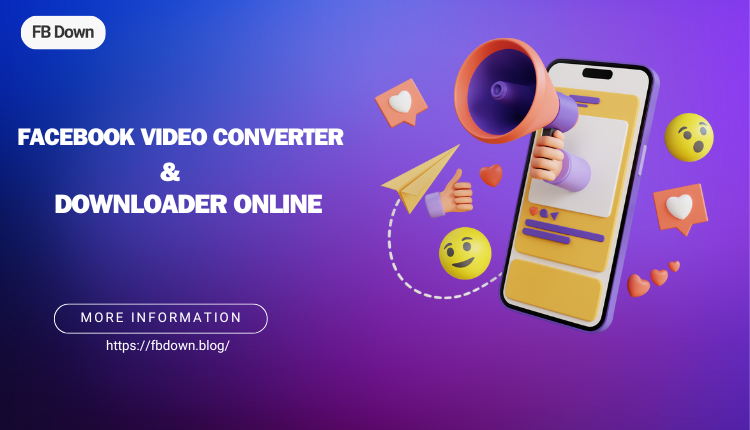 FB Down
FACEBOOK VIDEO CONVERTER
&
DOWNLOADER ONLINE
MORE INFORMATION
https://fbdown.blog/